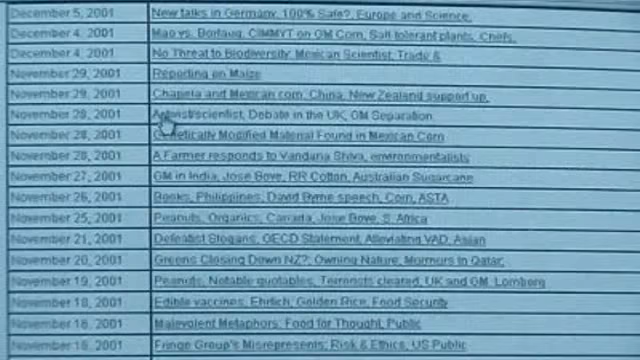 December 5, 2001 New talks in Germany, 100% Safe?, Europe and Science,
December 4, 2001 Mao vs. Borlaug, CIMMYT on GM Corn, Salt tolerant plants, Chefs,
December 4, 2001 No Threat to Biodiversity: Mexican Scientist, Trade &
November 29, 2001 Reporting on Maize
November 29, 2001 Chapela and Mexican corn, China, New Zealand support up,
November 28, 2001 Activist/scientist, Debate in the UK, GM Separation
November 28, 2001 Genetically Modified Material Found in Mexican Corn
November 28, 2001 A Farmer responds to Vandana Shiva, environmentalists
November 27, 2001 GM in India, Jose Bove, RR Cotton, Australian Sugarcane
November 26, 2001 Books, Philippines, David Byrne speech, Corn, ASTA
November 25, 2001 Peanuts, Organics, Canada, Jose Bove, S. Africa
November 21, 2001 Defeatist Slogans, OECD Statement, Alleviating VAD, Asian
November 20, 2001 Greens Closing Down NZ?, Owning Nature, Murmurs in Qatar,
November 19, 2001 Peanuts, Notable quotables, Terrorists cleared, UK and GM, Lomborg
November 18, 2001 Edible vaccines, Ehrlich, Golden Rice, Food Security
November 16, 2001 Malevolent Metaphors, Food for Thought, Public
November 16, 2001 Fringe Group's Misrepresents, Risk & Ethics, US Public